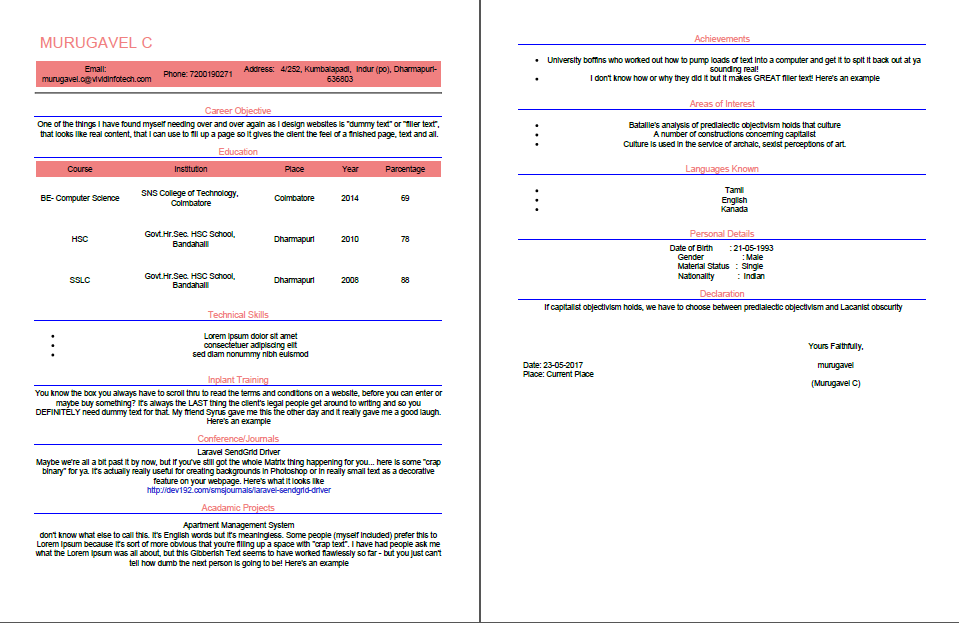 MURUGAVEL C
Email: murugavel.c@vividinfotech.com Phone: 7200190271 Address: 4/252, Kumbalapadi, Indur (po), Dharmapuri-636803
Career Objective
One of the things I have found myself needing over and over again as I design websites is "dummy text" or "filler text",
that looks like real content, that I can use to fill up a page so it gives the client the feel of a finished page, text and all.
Education
Course Institution Place Year Parcentage
BE- Computer Science SNS College of Technology, Coimbatore Coimbatore 2014 69
HSC Govt.Hr.Sec. HSC School, Bandahalli Dharmapuri 2010 78
SSLC Govt.Hr.Sec. HSC School, Bandahalli Dharmapuri 2008 88
Technical Skills
• Lorem ipsum dolor sit amet
• consectetuer adipiscing elit
• sed diam nonummy nibh euismod
Inplant Training
You know the box you always have to scroll thru to read the terms and conditions on a website, before you can enter or
maybe buy something? It's always the LAST thing the client's legal people get around to writing and so you
DEFINITELY need dummy text for that. My friend Syrus gave me this the other day and it really gave me a good laugh.
Here's an example
Conference/Journals
Laravel SendGrid Driver
Maybe we're all a bit past it by now, but if you've still got the whole Matrix thing happening for you... here is some "crap
binary" for ya. It's actually really useful for creating backgrounds in Photoshop or in really small text as a decorative
feature on your webpage. Here's what it looks like
http://dev192.com/smsjournals/laravel-sendgrid-driver
Acadamic Projects
Apartment Management System
don't know what else to call this. It's English words but it's meaningless. Some people (myself included) prefer this to
Lorem Ipsum because it's sort of more obvious that you're filling up a space with "crap text". I have had people ask me
what the Lorem Ipsum was all about, but this Gibberish Text seems to have worked flawlessly so far - but you just can't
tell how dumb the next person is going to be! Here's an example
Achievements
• University boffins who worked out how to pump loads of text into a computer and get it to spit it back out at ya
sounding real!
• I don't know how or why they did it but it makes GREAT filler text! Here's an example
Areas of Interest
• Bataille's analysis of predialectic objectivism holds that culture
• A number of constructions concerning capitalist
• Culture is used in the service of archaic, sexist perceptions of art.
Languages Known
• Tamil
• English
• Kanada
Personal Details
Date of Birth : 21-05-1993
Gender : Male
Material Status : Single
Nationality : Indian
Declaration
If capitalist objectivism holds, we have to choose between predialectic objectivism and Lacanist obscurity
Yours Faithfully,
Date: 23-05-2017 murugavel
Place: Current Place
(Murugavel C)